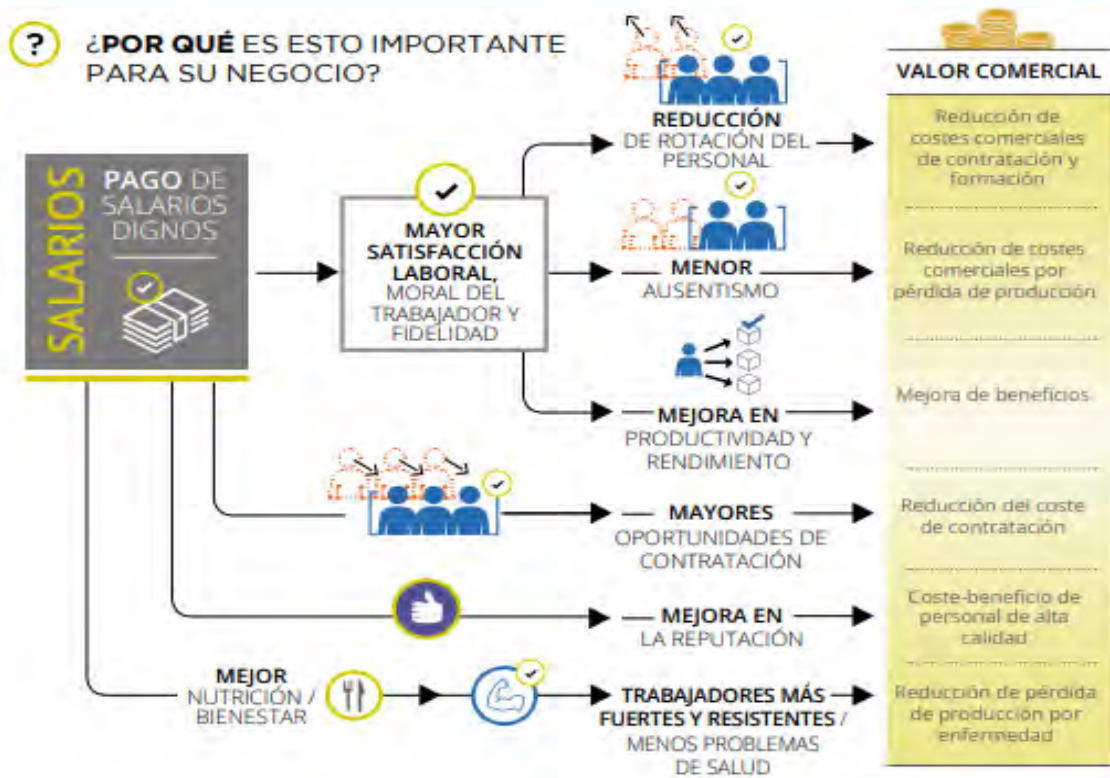 ?
¿POR QUÉ ES ESTO IMPORTANTE
PARA SU NEGOCIO?
SALARIOS
PAGO DE
SALARIOS
DIGNOS
MAYOR
SATISFACCIÓN
LABORAL,
MORAL DEL
TRABAJADOR Y
FIDELIDAD
REDUCCIÓN
DE ROTACIÓN DEL
PERSONAL
MENOR
AUSENTISMO
MEJORA EN
PRODUCTIVIDAD Y
RENDIMIENTO
MAYORES
OPORTUNIDADES DE
CONTRATACIÓN
MEJORA EN
LA REPUTACIÓN
MEJOR
NUTRICIÓN /
BIENESTAR
TRABAJADORES MÁS
FUERTES Y RESISTENTES /
MENOS PROBLEMAS
DE SALUD
VALOR COMERCIAL
Reducción de
costes comerciales
de contratación y
formación
Reducción de costes
comerciales por
pérdida de producción
Mejora de beneficios.
Reducción del coste
de contratación
Coste-beneficio de
personal de alta
calidad
Reducción de pérdida
de producción por
enfermedad